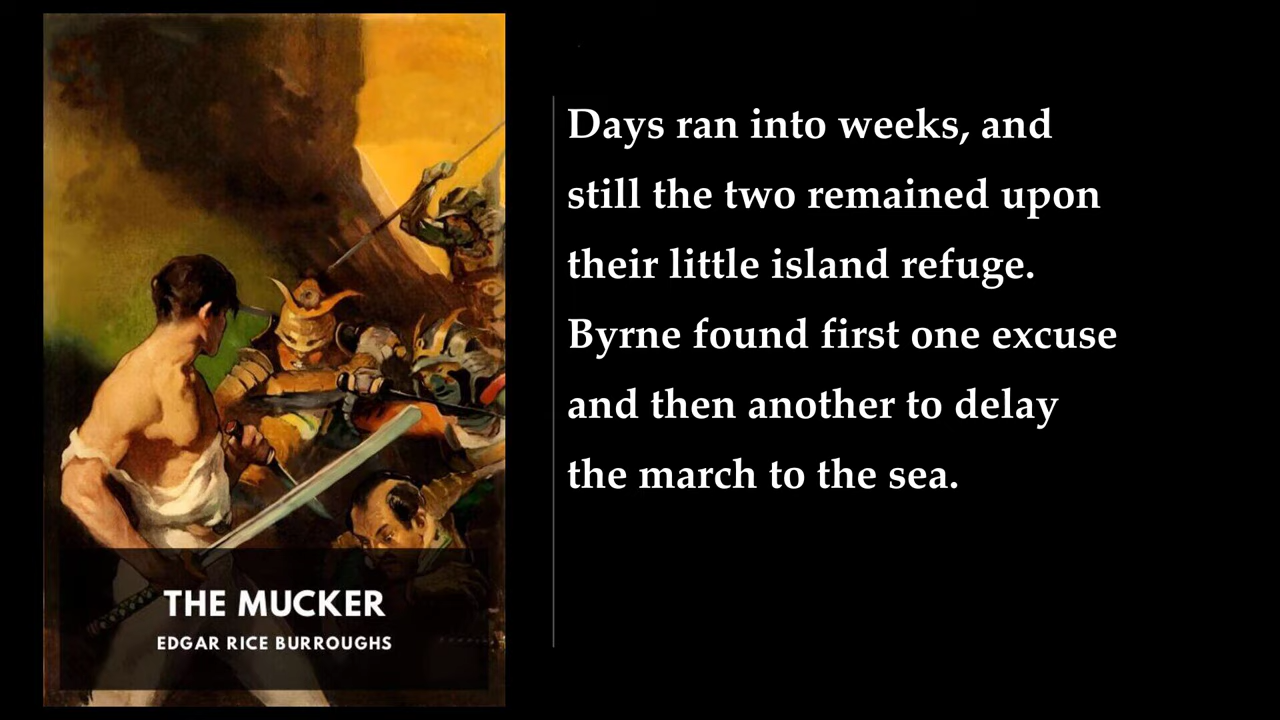 THE MUCKER
EDGAR RICE BURROUGHS
Days ran into weeks, and
still the two remained upon
their little island refuge.
Byrne found first one excuse
and then another to delay
the march to the sea.